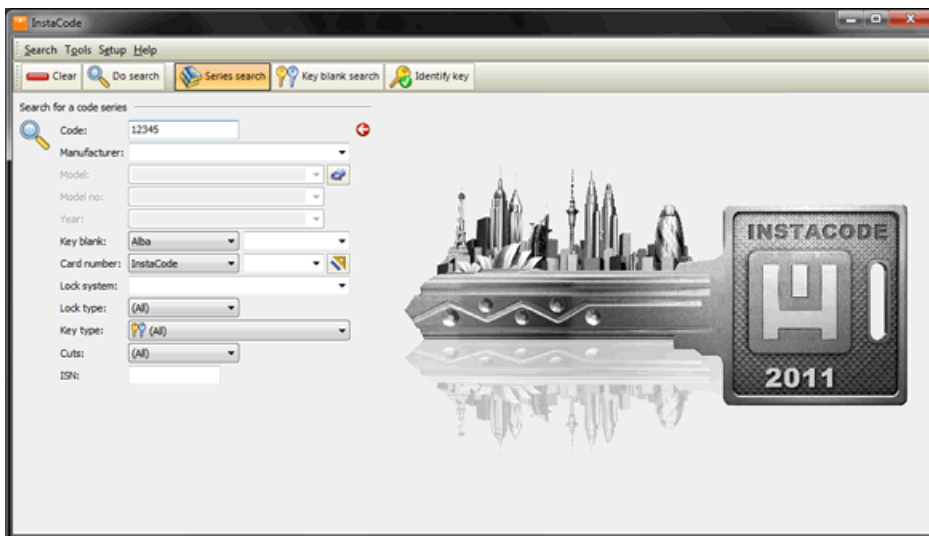 InstaCode
Search Tools Setup Help
Clear Do search Series search Key blank search Identify key
Search for a code series
Code: 12345
Manufacturer:
Model:
Model no:
Year:
Key blank: Alba
Card number: InstaCode
Lock system:
Lock type: (All)
Key type: (All)
Cuts: (All)
ISN:
INSTACODE
2011